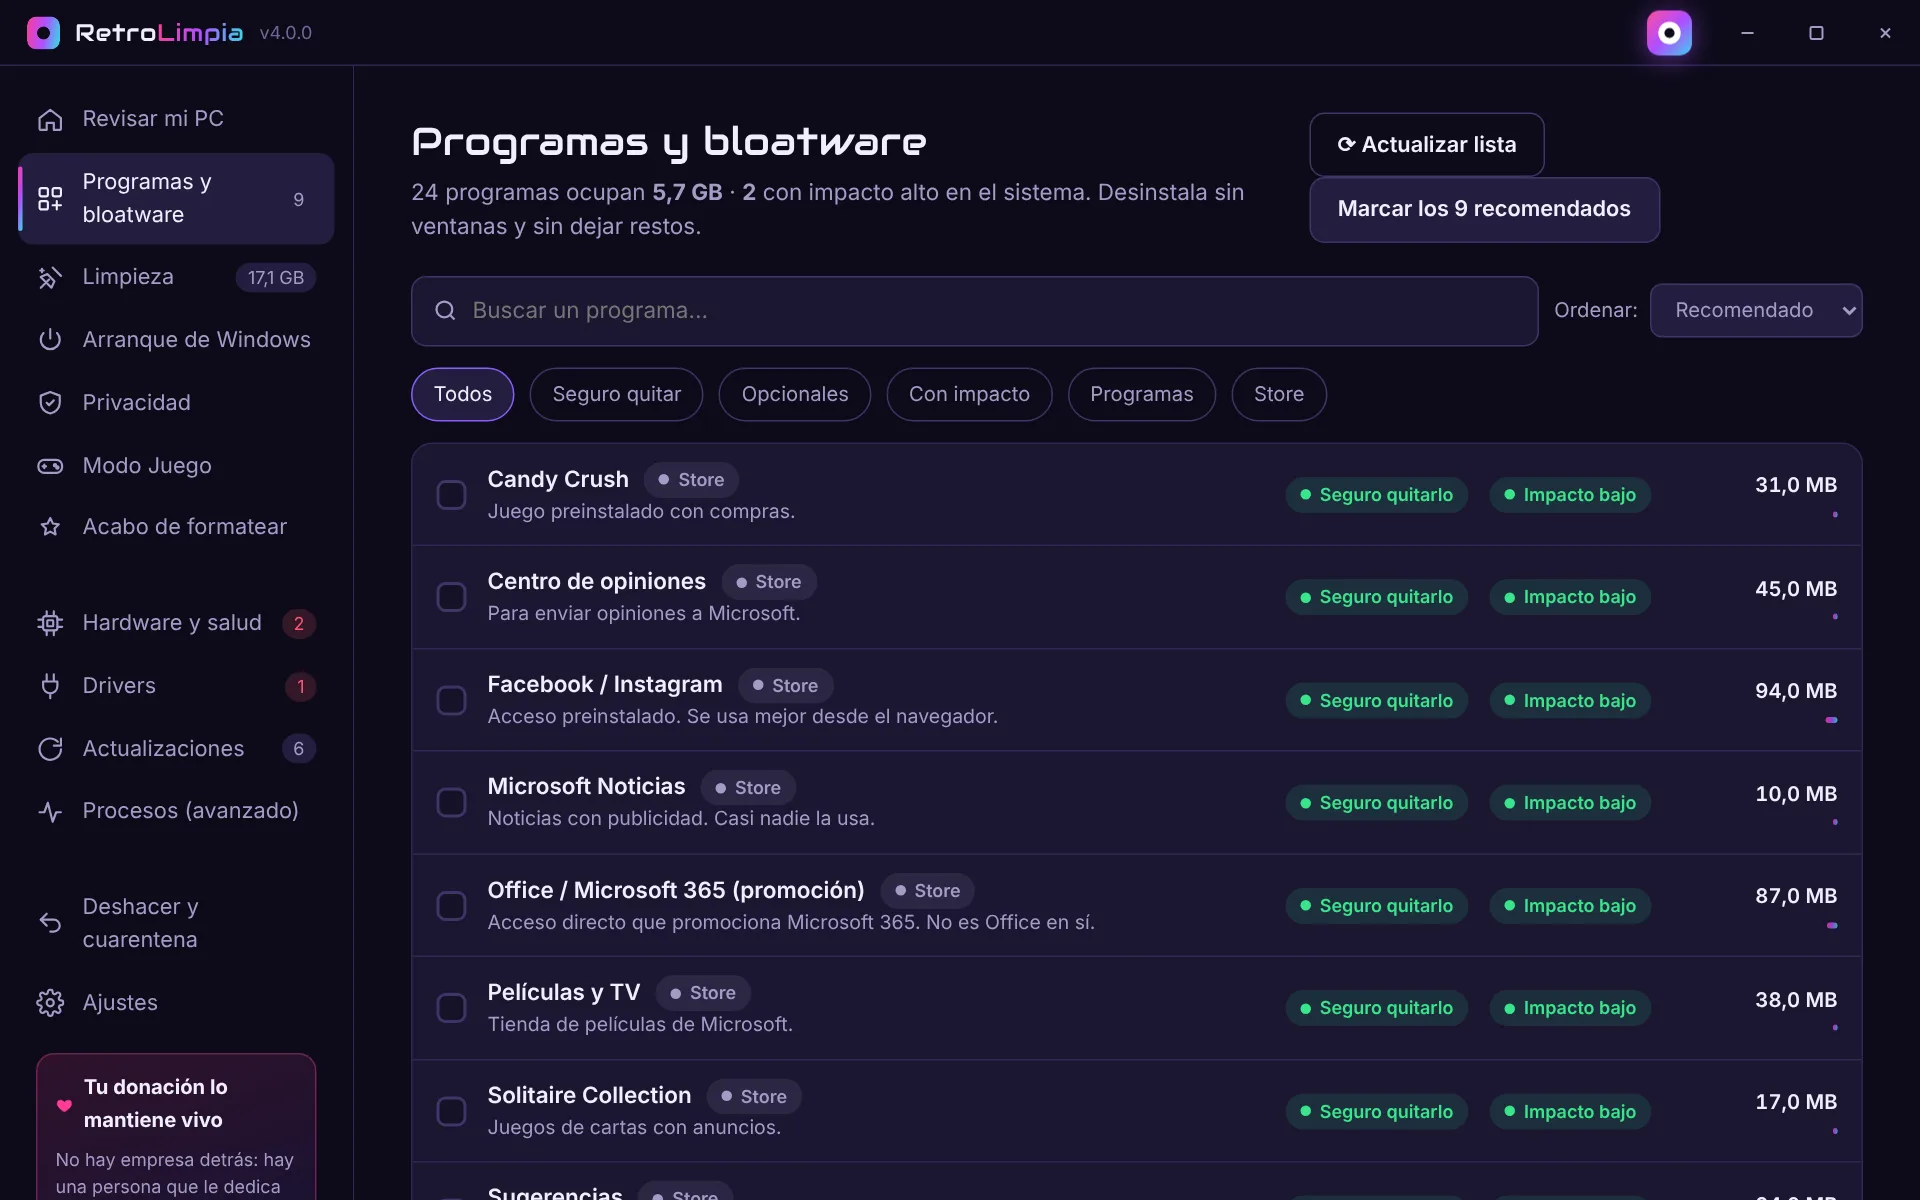 RetroLimpia v4.0.0
Revisar mi PC
Programas y
bloatware
9
Limpieza
17,1 GB
Arranque de Windows
Privacidad
Modo Juego
Acabo de formatear
Hardware y salud
2
Drivers
1
Actualizaciones
6
Procesos (avanzado)
Deshacer y
cuarentena
Ajustes
Tu donación lo
mantiene vivo
No hay empresa detrás: hay
una persona que le dedica
Programas y bloatware
24 programas ocupan 5,7 GB · 2 con impacto alto en el sistema. Desinstala sin
ventanas y sin dejar restos.
⟳ Actualizar lista
Marcar los 9 recomendados
Buscar un programa...
Ordenar:
Recomendado
Todos
Seguro quitar
Opcionales
Con impacto
Programas
Store
Candy Crush
Store
Juego preinstalado con compras.
Seguro quitarlo
Impacto bajo
31,0 MB
Centro de opiniones
Store
Para enviar opiniones a Microsoft.
Seguro quitarlo
Impacto bajo
45,0 MB
Facebook / Instagram
Store
Acceso preinstalado. Se usa mejor desde el navegador.
Seguro quitarlo
Impacto bajo
94,0 MB
Microsoft Noticias
Store
Noticias con publicidad. Casi nadie la usa.
Seguro quitarlo
Impacto bajo
10,0 MB
Office / Microsoft 365 (promoción)
Store
Acceso directo que promociona Microsoft 365. No es Office en sí.
Seguro quitarlo
Impacto bajo
87,0 MB
Películas y TV
Store
Tienda de películas de Microsoft.
Seguro quitarlo
Impacto bajo
38,0 MB
Solitaire Collection
Store
Juegos de cartas con anuncios.
Seguro quitarlo
Impacto bajo
17,0 MB
Sugerencias
Store